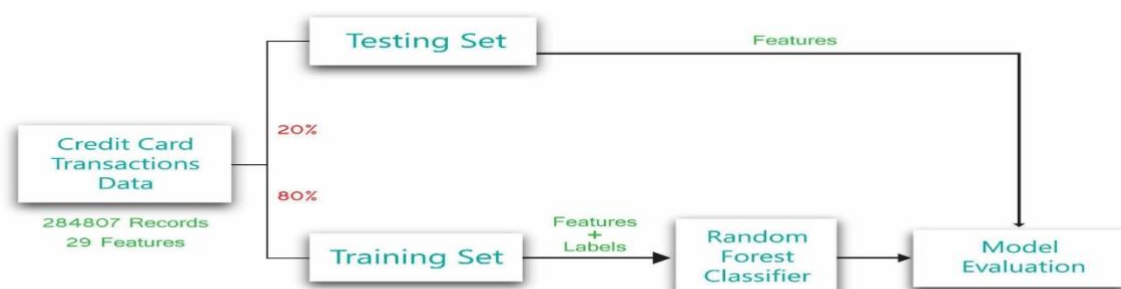 Testing Set
Features
20%
Credit Card
Transactions
Data
80%
284807 Records
29 Features
Features
+
Labels
Training Set
Random
Forest
Classifier
Model
Evaluation